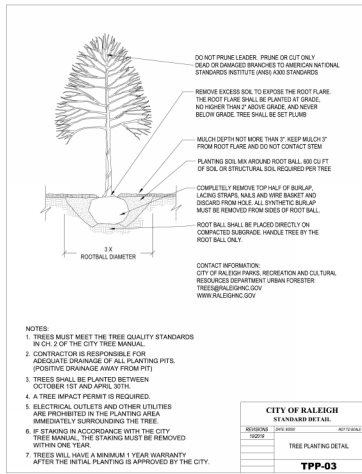 DO NOT PRUNE LEADER. PRUNE OR CUT ONLY
DEAD OR DAMAGED BRANCHES TO AMERICAN NATIONAL
STANDARDS INSTITUTE (ANSI) A300 STANDARDS
REMOVE EXCESS SOIL TO EXPOSE THE ROOT FLARE.
THE ROOT FLARE SHALL BE PLANTED AT GRADE,
NO HIGHER THAN 2" ABOVE GRADE, AND NEVER
BELOW GRADE. TREE SHALL BE SET PLUMB
MULCH DEPTH NOT MORE THAN 3". KEEP MULCH 3"
FROM ROOT FLARE AND DO NOT CONTACT STEM
PLANTING SOIL MIX AROUND ROOT BALL. 600 CU FT
OF SOIL OR STRUCTURAL SOIL REQUIRED PER TREE
COMPLETELY REMOVE TOP HALF OF BURLAP,
LACING STRAPS, NAILS AND WIRE BASKET AND
DISCARD FROM HOLE. ALL SYNTHETIC BURLAP
MUST BE REMOVED FROM SIDES OF ROOT BALL.
ROOT BALL SHALL BE PLACED DIRECTLY ON
COMPACTED SUBGRADE. HANDLE TREE BY THE
ROOT BALL ONLY.
3 X
ROOTBALL DIAMETER
CONTACT INFORMATION:
CITY OF RALEIGH PARKS, RECREATION AND CULTURAL
RESOURCES DEPARTMENT URBAN FORESTER:
TREES@RALEIGHNC.GOV
WWW.RALEIGHNC.GOV
NOTES:
1. TREES MUST MEET THE TREE QUALITY STANDARDS
IN CH. 2 OF THE CITY TREE MANUAL.
2. CONTRACTOR IS RESPONSIBLE FOR
ADEQUATE DRAINAGE OF ALL PLANTING PITS.
(POSITIVE DRAINAGE AWAY FROM PIT)
3. TREES SHALL BE PLANTED BETWEEN
OCTOBER 1ST AND APRIL 30TH.
4. A TREE IMPACT PERMIT IS REQUIRED.
5. ELECTRICAL OUTLETS AND OTHER UTILITIES
ARE PROHIBITED IN THE PLANTING AREA
IMMEDIATELY SURROUNDING THE TREE.
6. IF STAKING IN ACCORDANCE WITH THE CITY
TREE MANUAL, THE STAKING MUST BE REMOVED
WITHIN ONE YEAR.
7. TREES WILL HAVE A MINIMUM 1 YEAR WARRANTY
AFTER THE INITIAL PLANTING IS APPROVED BY THE CITY.
CITY OF RALEIGH
STANDARD DETAIL
REVISIONS DATE: NOT TO SCALE
10/2019
TREE PLANTING DETAIL
TPP-03